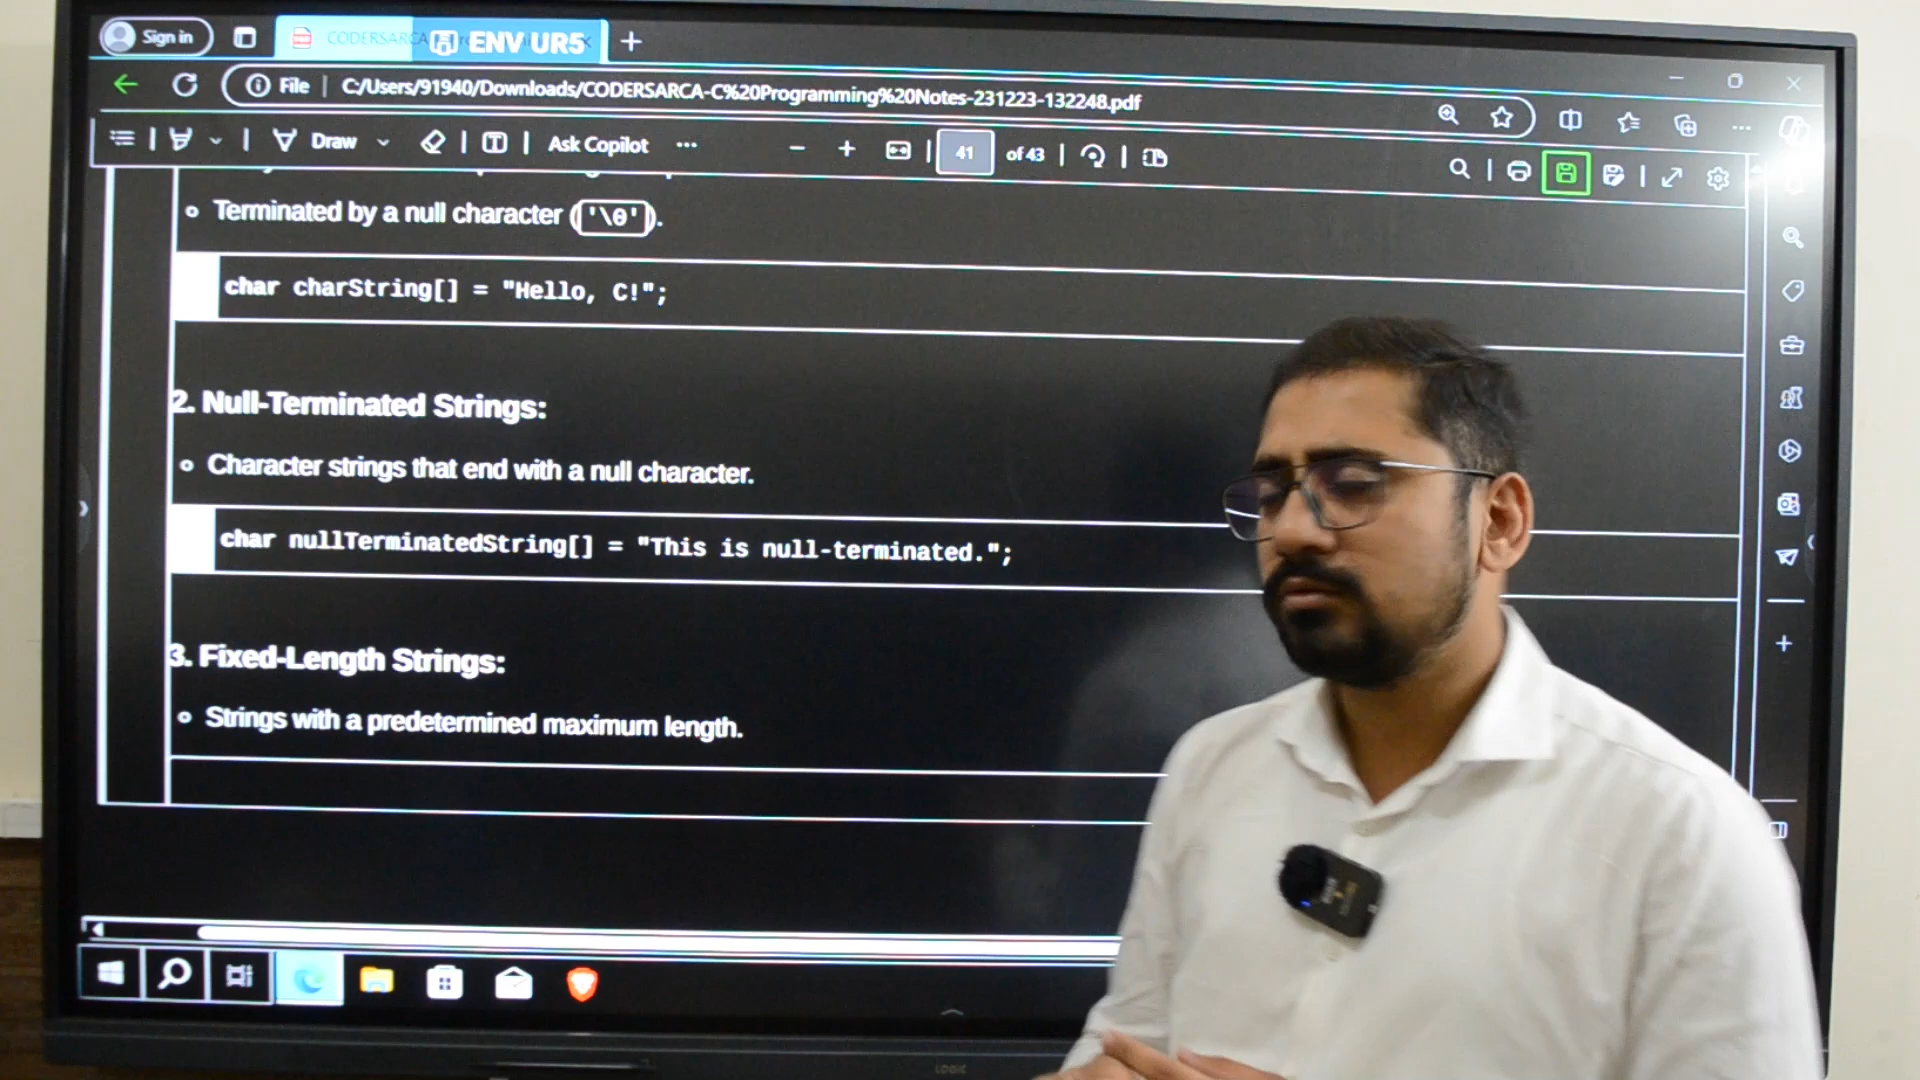 Sign in
CODERSARCA
ENV UR5
File
C:/Users/91940/Downloads/CODERSARCA-C%20Programming%20Notes-231223-132248.pdf
Draw
Ask Copilot
41 of 43
Terminated by a null character ('\0').
char charString[] = "Hello, C!";
2. Null-Terminated Strings:
Character strings that end with a null character.
char nullTerminatedString[] = "This is null-terminated.";
3. Fixed-Length Strings:
Strings with a predetermined maximum length.
LOGIC